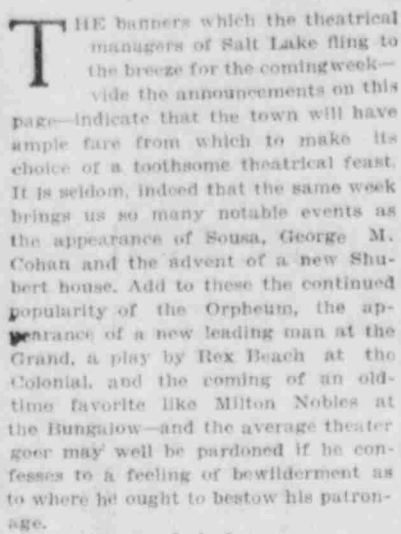 THE banners which the theatrical
managers of Salt Lake fling to
the breeze for the coming week—
vide the announcements on this
page—indicate that the town will have
ample fare from which to make its
choice of a toothsome theatrical feast.
It is seldom, indeed that the same week
brings us so many notable events as
the appearance of Sousa, George M.
Cohan and the advent of a new Shu-
bert house. Add to these the continued
popularity of the Orpheum, the ap-
pearance of a new leading man at the
Grand, a play by Rex Beach at the
Colonial, and the coming of an old-
time favorite like Milton Nobles at
the Bungalow—and the average theater
goer may well be pardoned if he con-
fesses to a feeling of bewilderment as
to where he ought to bestow his patron-
age.